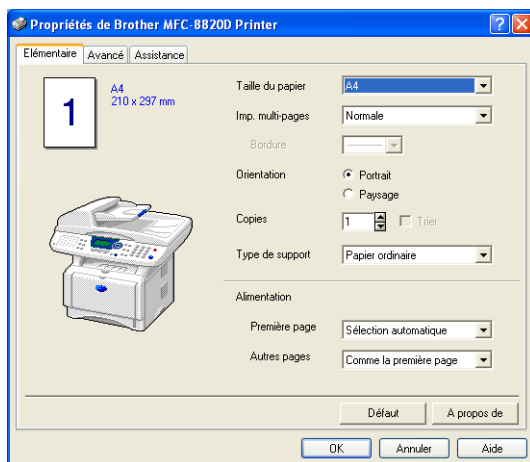 Propriétés de Brother MFC-8820D Printer
Elémentaire Avancé Assistance
1
A4
210 x 297 mm
Taille du papier A4
Imp. multi-pages Normale
Bordure
Orientation Portrait
Paysage
Copies 1 Trier
Type de support Papier ordinaire
Alimentation
Première page Sélection automatique
Autres pages Comme la première page
Défaut A propos de
OK Annuler Aide